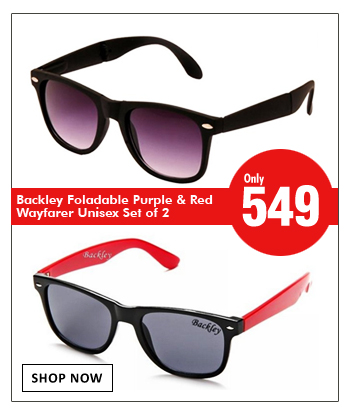 Only
549
Backley Foladable Purple & Red
Wayfarer Unisex Set of 2
Backley
Backley
SHOP NOW